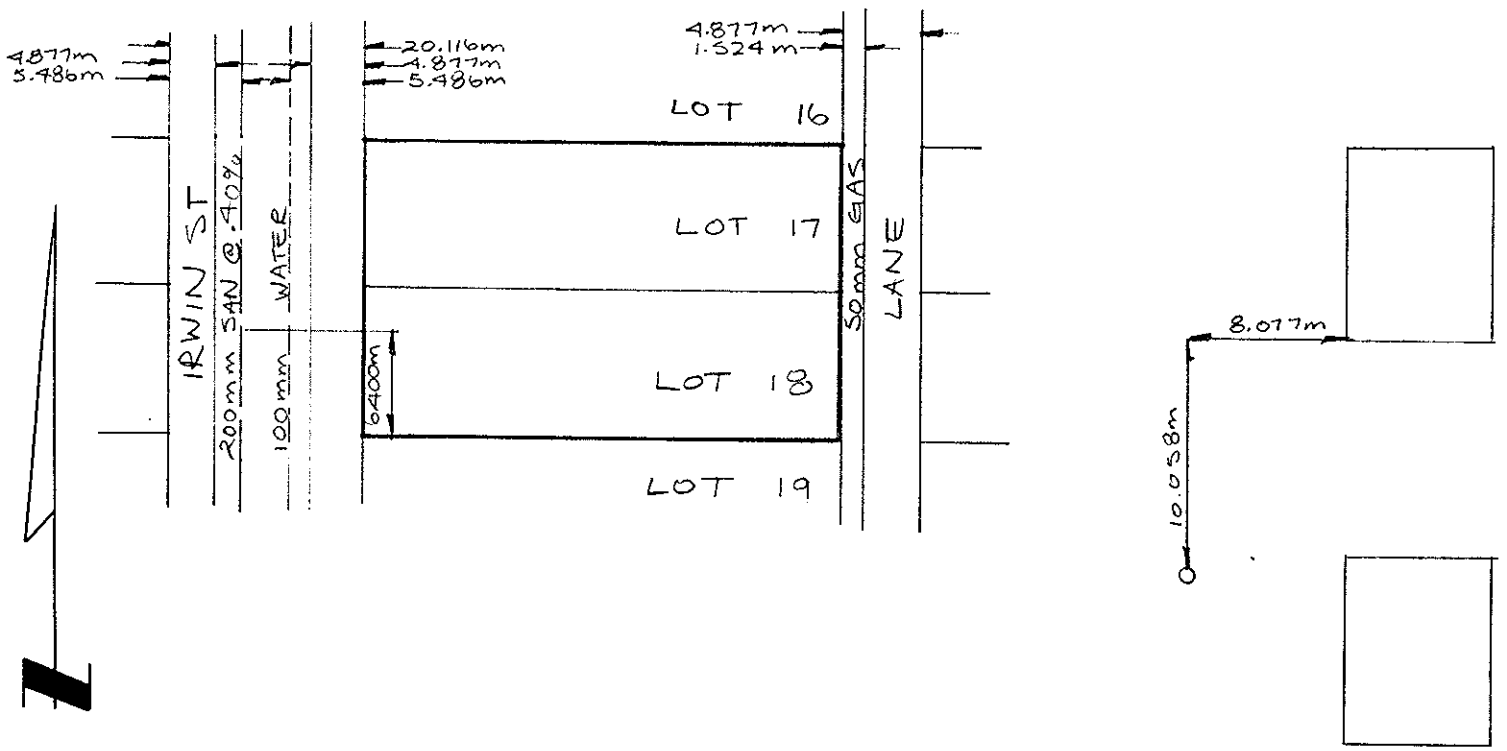 4.877m
5.486m
20.116m
4.877m
5.486m
4.877m
1.524m
LOT 16
IRWIN ST
200mm SAN @ .40%
100mm WATER
LOT 17
50mm GAS
LANE
6400m
LOT 18
LOT 19
8.077m
10.058m